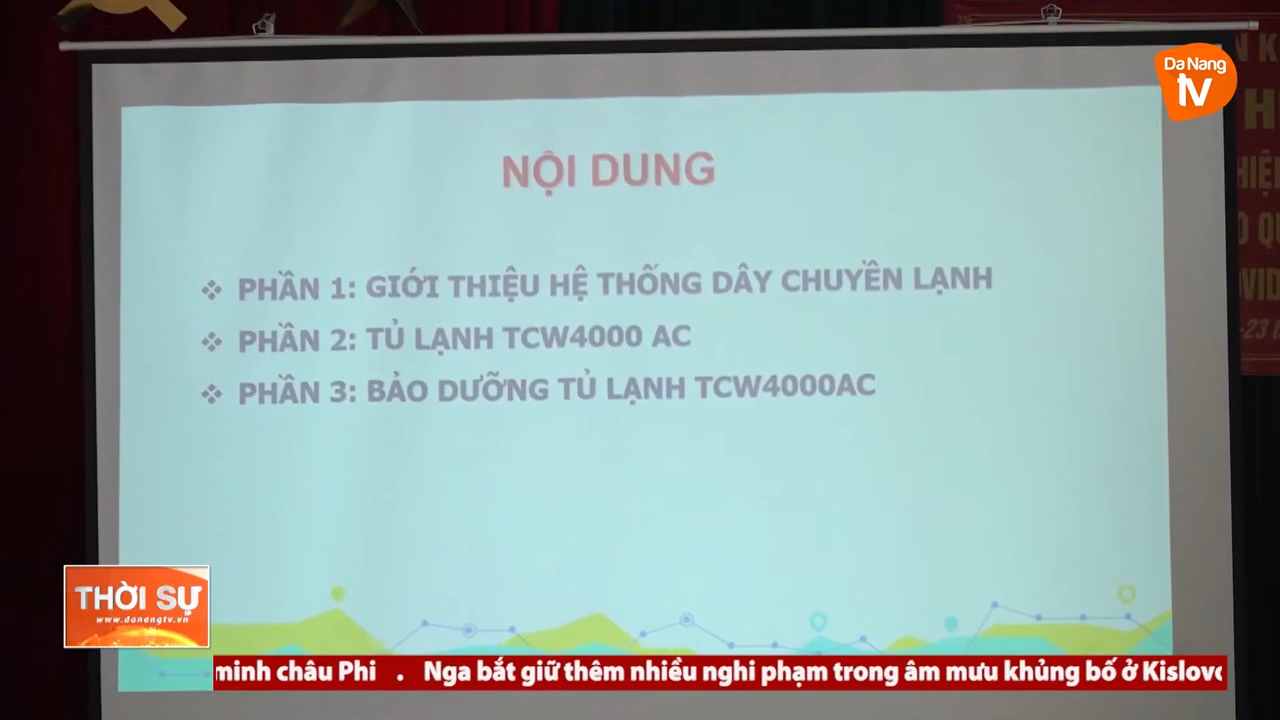 Da Nang
tv
NỘI DUNG
❖ PHẦN 1: GIỚI THIỆU HỆ THỐNG DÂY CHUYỀN LẠNH
❖ PHẦN 2: TỦ LẠNH TCW4000 AC
❖ PHẦN 3: BẢO DƯỠNG TỦ LẠNH TCW4000AC
THỜI SỰ
www.danangtv.vn
minh châu Phi . Nga bắt giữ thêm nhiều nghi phạm trong âm mưu khủng bố ở